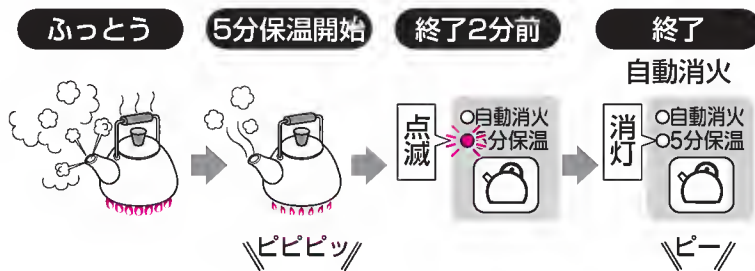 ふっとう
5分保温開始
終了2分前
終了
自動消火
点滅
○自動消火
5分保温
消灯
○自動消火
○5分保温
ピピピッ
ピー